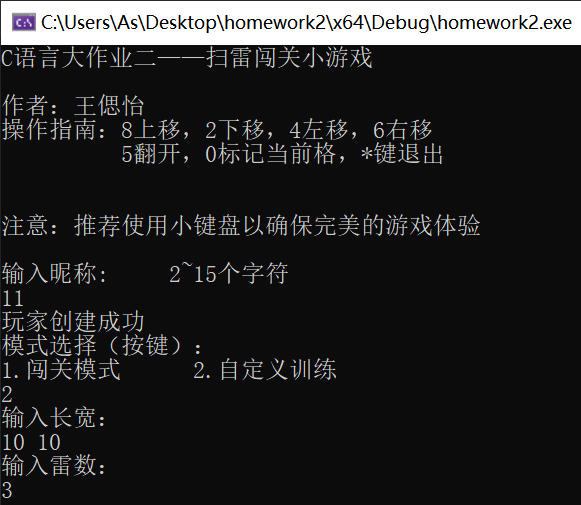 C:\Users\As\Desktop\homework2\x64\Debug\homework2.exe
C语言大作业二——扫雷闯关小游戏
作者：王偲怡
操作指南：8上移，2下移，4左移，6右移
5翻开，0标记当前格，*键退出
注意：推荐使用小键盘以确保完美的游戏体验
输入昵称:     2~15个字符
11
玩家创建成功
模式选择（按键）：
1.闯关模式      2.自定义训练
2
输入长宽：
10 10
输入雷数：
3